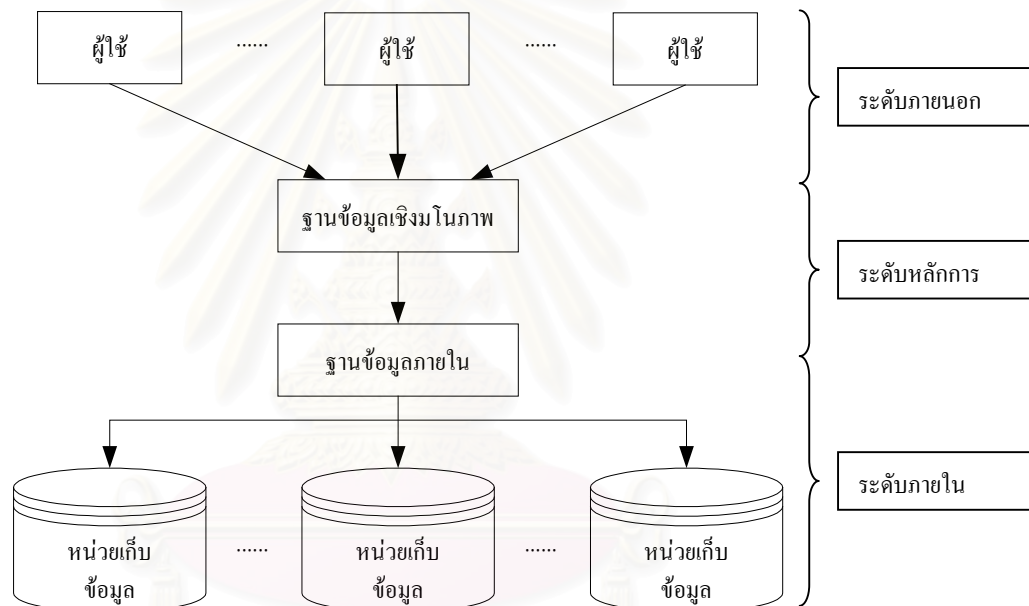 ผู้ใช้ ...... ผู้ใช้ ...... ผู้ใช้
ระดับภายนอก
ฐานข้อมูลเชิงมโนภาพ
ระดับหลักการ
ฐานข้อมูลภายใน
ระดับภายใน
หน่วยเก็บ ...... หน่วยเก็บ ...... หน่วยเก็บ
ข้อมูล ข้อมูล ข้อมูล